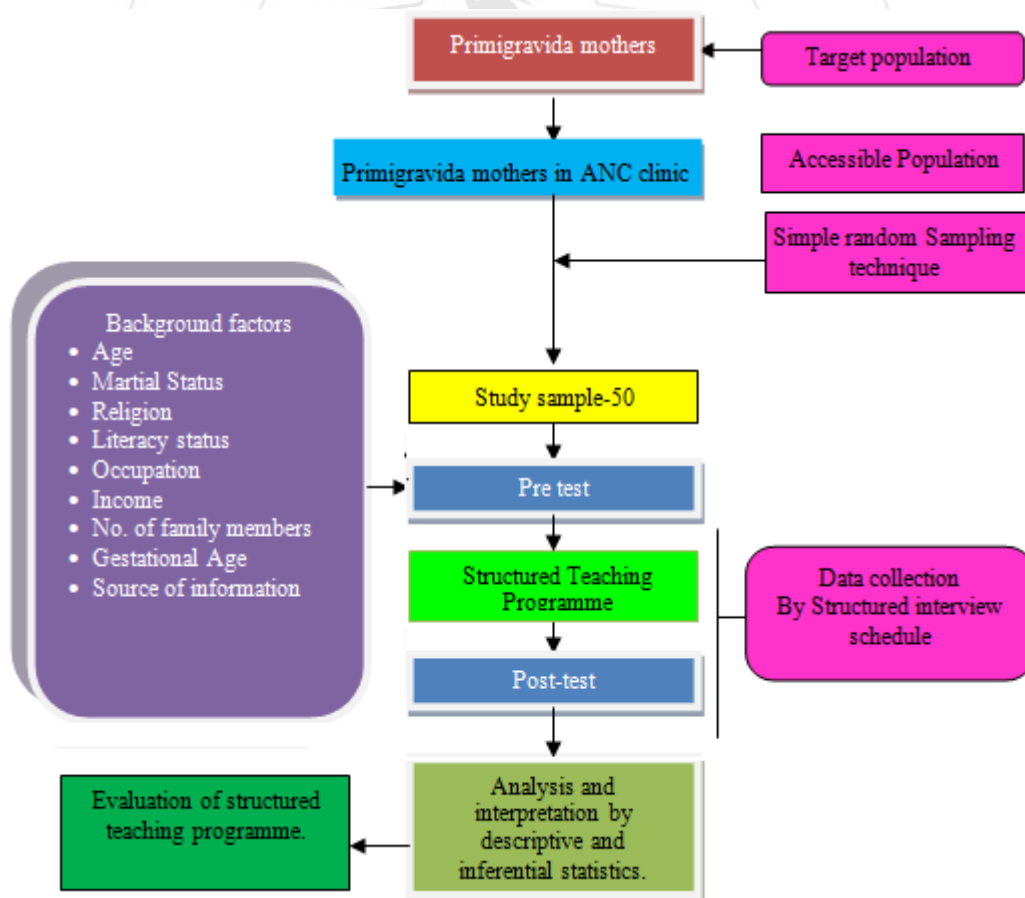 Primigravida mothers
Target population
Primigravida mothers in ANC clinic
Accessible Population
Simple random Sampling
technique
Background factors
• Age
• Martial Status
• Religion
• Literacy status
• Occupation
• Income
• No. of family members
• Gestational Age
• Source of information
Study sample-50
Pre test
Structured Teaching
Programme
Post-test
Data collection
By Structured interview
schedule
Analysis and
interpretation by
descriptive and
inferential statistics.
Evaluation of structured
teaching programme.